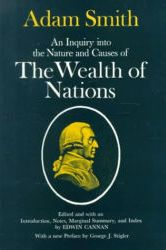 Adam Smith
An Inquiry into
the Nature and Causes of
The Wealth of
Nations
Edited and with an
Introduction, Notes, Marginal Summary, and Index
by EDWIN CANNAN
With a new Preface by George J. Stigler